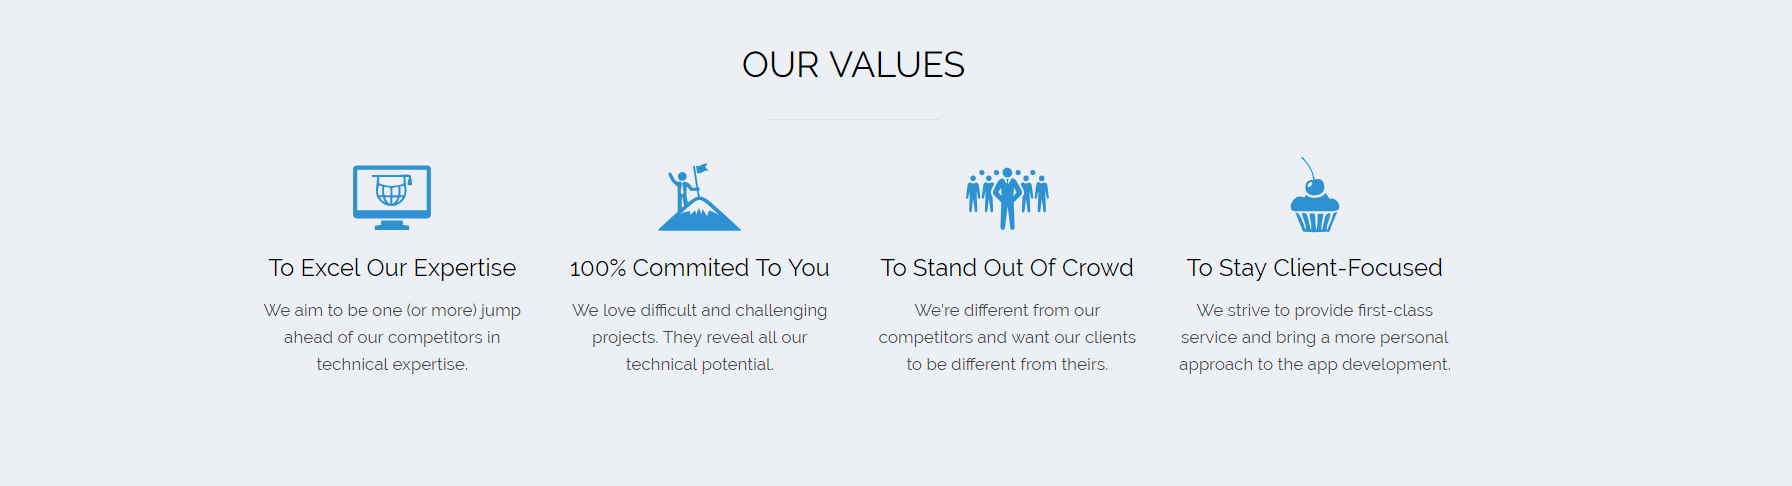 OUR VALUES
To Excel Our Expertise
We aim to be one (or more) jump
ahead of our competitors in
technical expertise.
100% Commited To You
We love difficult and challenging
projects. They reveal all our
technical potential.
To Stand Out Of Crowd
We're different from our
competitors and want our clients
to be different from theirs.
To Stay Client-Focused
We strive to provide first-class
service and bring a more personal
approach to the app development.